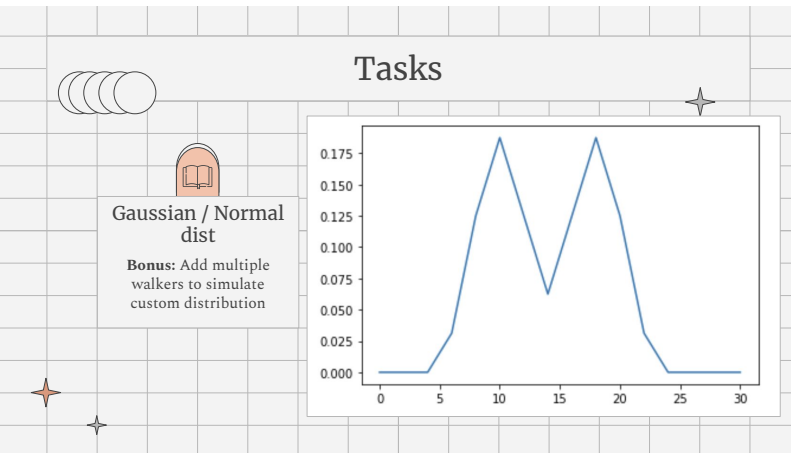 Tasks
Gaussian / Normal
dist
Bonus: Add multiple
walkers to simulate
custom distribution
0.175
0.150
0.125
0.100
0.075
0.050
0.025
0.000
0 5 10 15 20 25 30